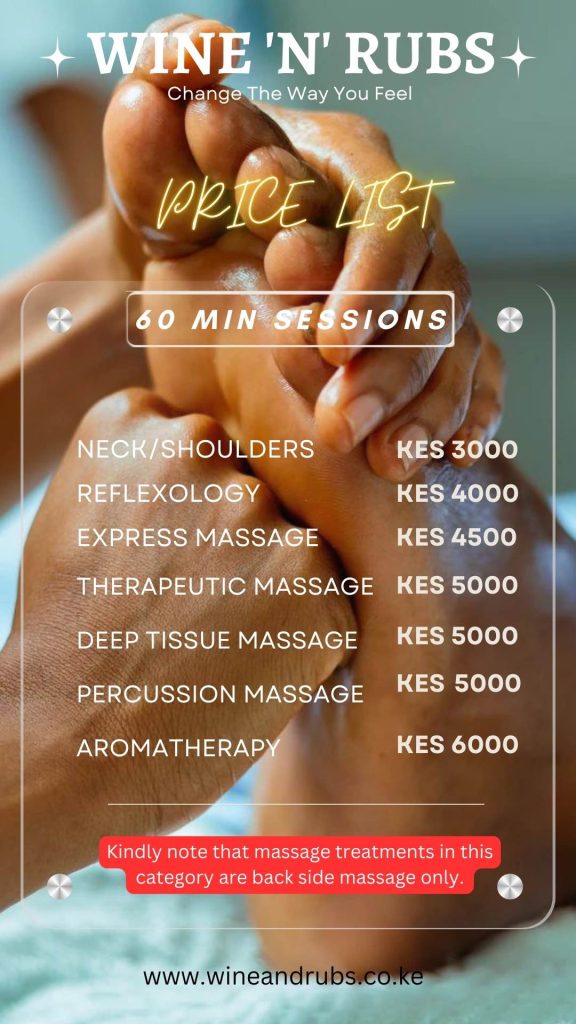 WINE 'N' RUBS
Change The Way You Feel
PRICE LIST
60 MIN SESSIONS
NECK/SHOULDERS KES 3000
REFLEXOLOGY KES 4000
EXPRESS MASSAGE KES 4500
THERAPEUTIC MASSAGE KES 5000
DEEP TISSUE MASSAGE KES 5000
PERCUSSION MASSAGE KES 5000
AROMATHERAPY KES 6000
Kindly note that massage treatments in this
category are back side massage only.
www.wineandrubs.co.ke